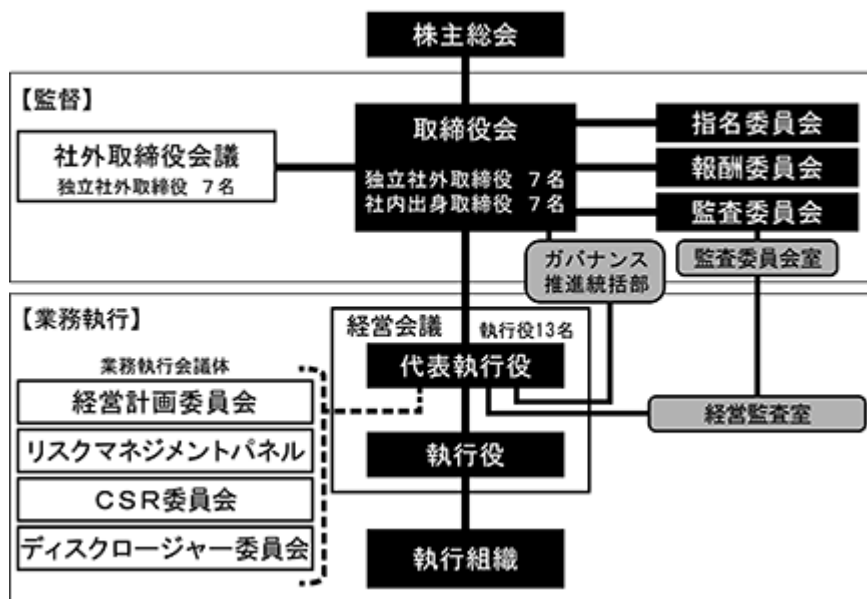 株主総会
【監督】
取締役会
独立社外取締役 7名
社内出身取締役 7名
社外取締役会議
独立社外取締役 7名
指名委員会
報酬委員会
監査委員会
ガバナンス
推進統括部
監査委員会室
【業務執行】
経営会議
執行役13名
代表執行役
業務執行会議体
経営計画委員会
リスクマネジメントパネル
CSR委員会
ディスクロージャー委員会
経営監査室
執行役
執行組織